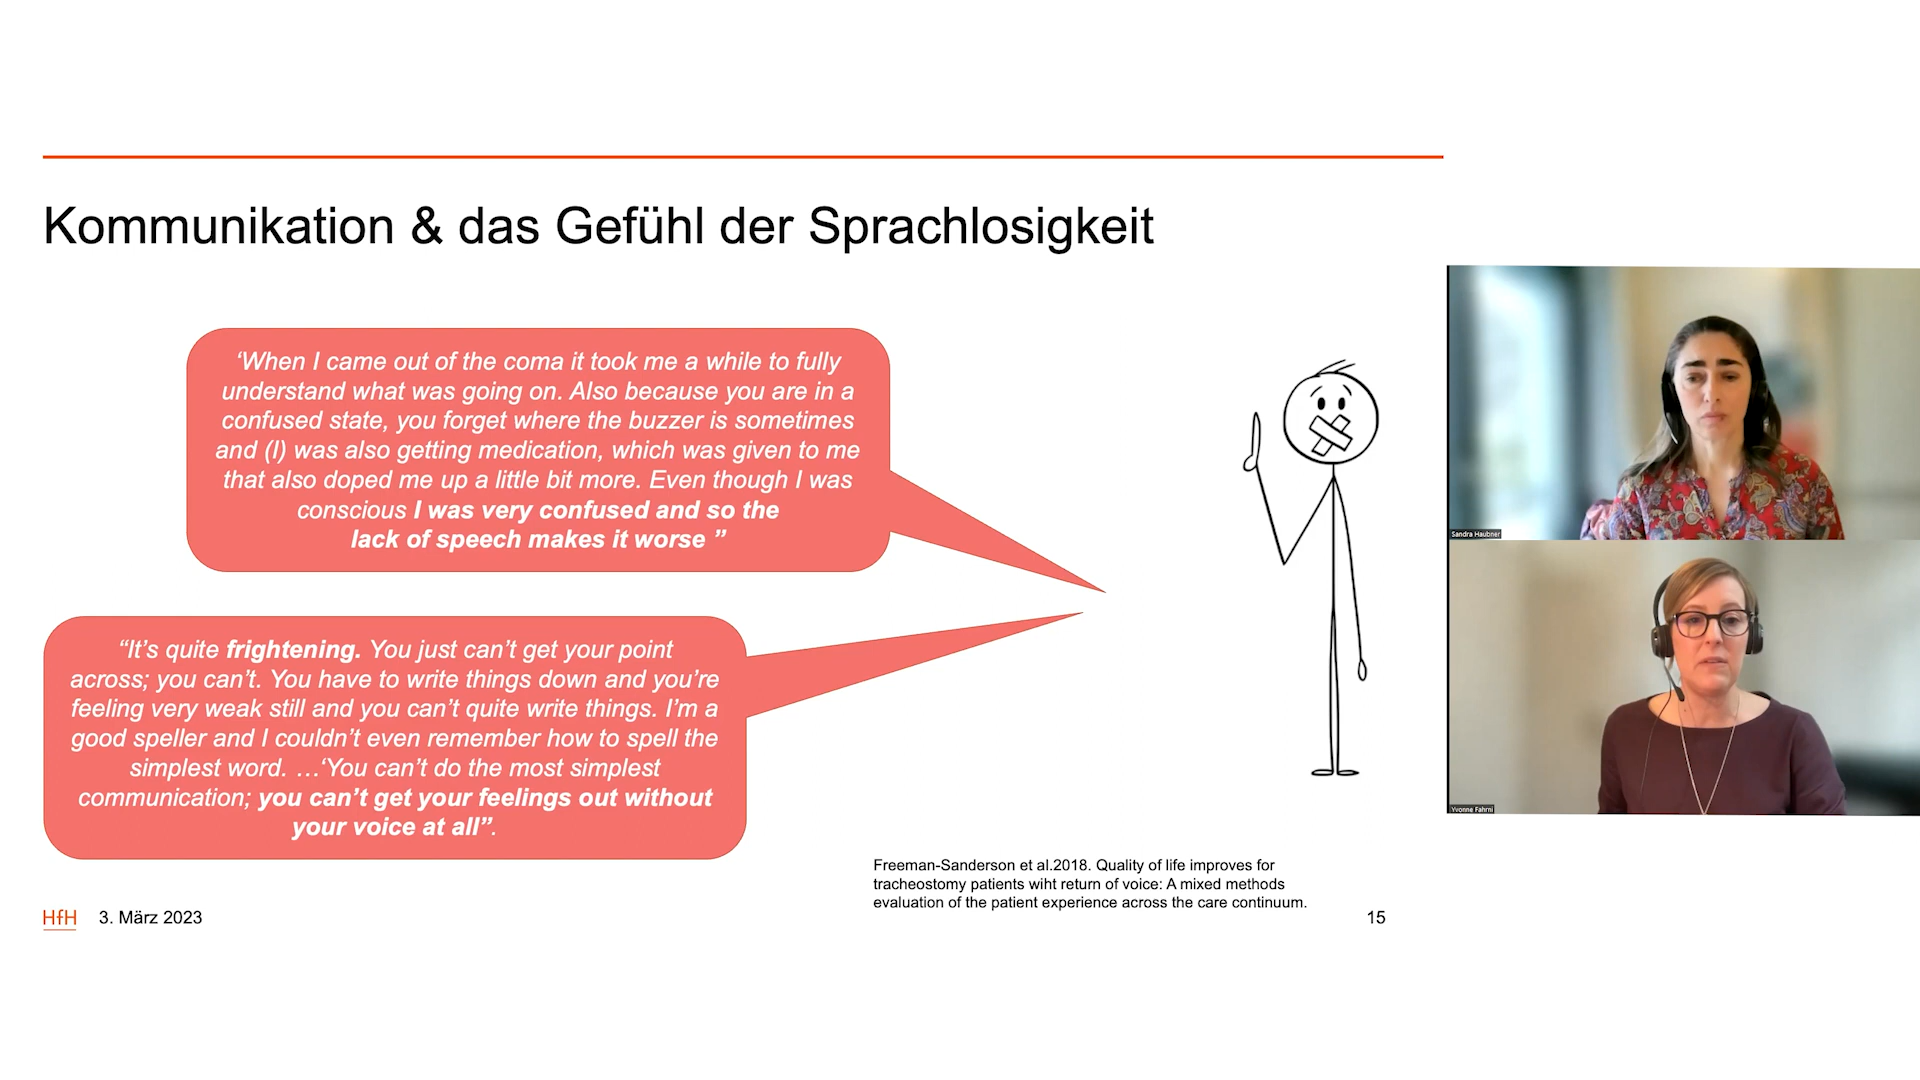 Kommunikation & das Gefühl der Sprachlosigkeit
‘When I came out of the coma it took me a while to fully
understand what was going on. Also because you are in a
confused state, you forget where the buzzer is sometimes
and (I) was also getting medication, which was given to me
that also doped me up a little bit more. Even though I was
conscious I was very confused and so the
lack of speech makes it worse ”
“It’s quite frightening. You just can’t get your point
across; you can’t. You have to write things down and you’re
feeling very weak still and you can’t quite write things. I’m a
good speller and I couldn’t even remember how to spell the
simplest word. …‘You can’t do the most simplest
communication; you can’t get your feelings out without
your voice at all”.
Freeman-Sanderson et al.2018. Quality of life improves for
tracheostomy patients wiht return of voice: A mixed methods
evaluation of the patient experience across the care continuum.
HfH 3. März 2023
15
Sandra Haubner
Yvonne Fahrni